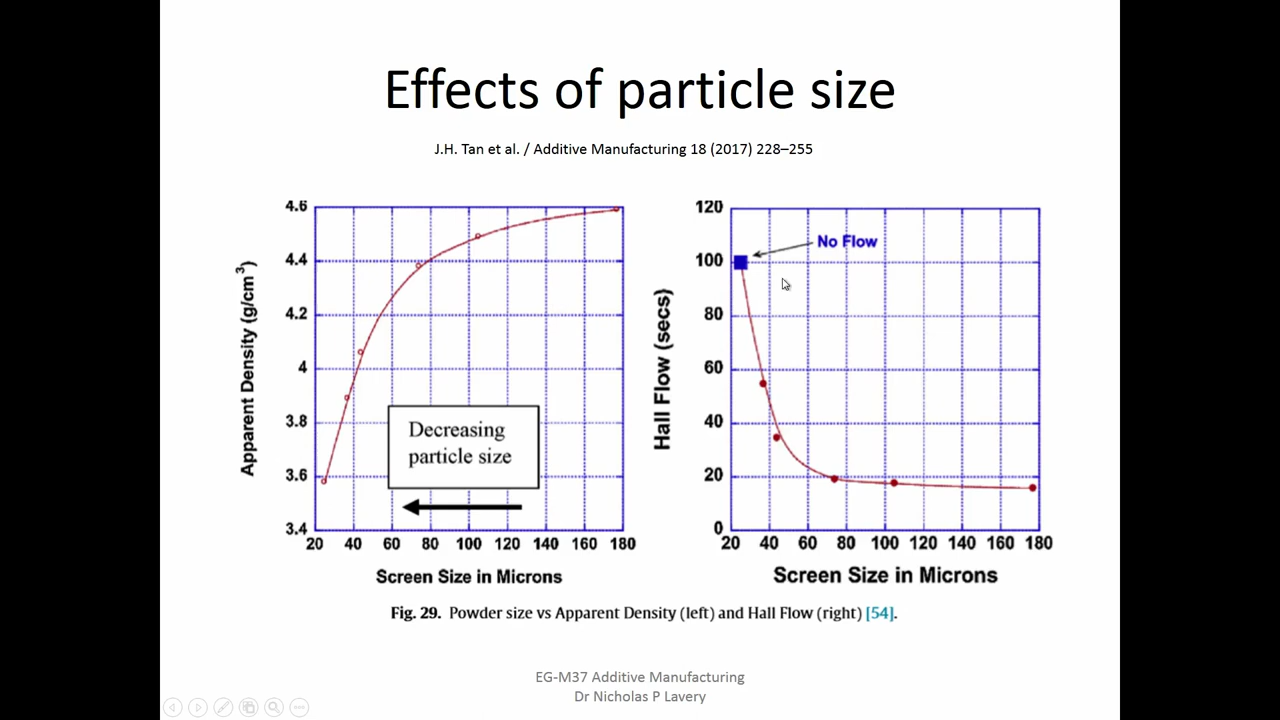 Effects of particle size
J.H. Tan et al. / Additive Manufacturing 18 (2017) 228–255
4.6
4.4
4.2
4
3.8
3.6
3.4
Apparent Density (g/cm³)
Decreasing
particle size
20 40 60 80 100 120 140 160 180
Screen Size in Microns
120
100
80
60
40
20
0
Hall Flow (secs)
No Flow
20 40 60 80 100 120 140 160 180
Screen Size in Microns
Fig. 29. Powder size vs Apparent Density (left) and Hall Flow (right) [54].
EG-M37 Additive Manufacturing
Dr Nicholas P Lavery